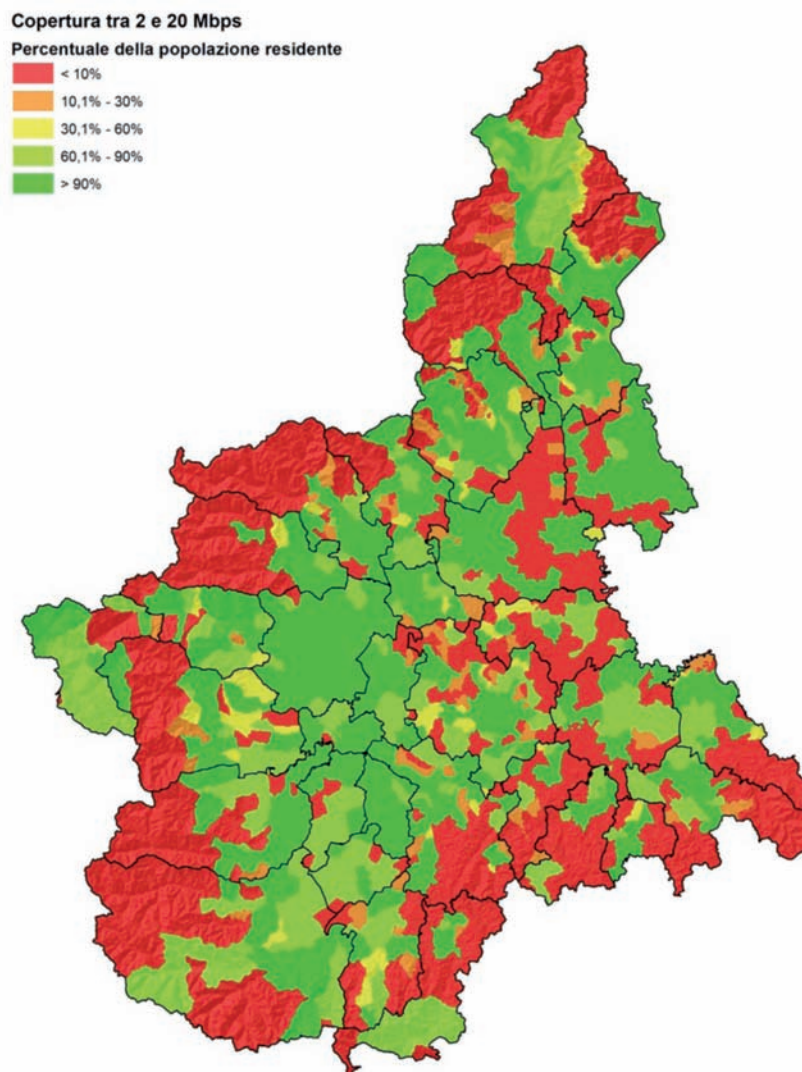 Copertura tra 2 e 20 Mbps
Percentuale della popolazione residente
< 10%
10,1% - 30%
30,1% - 60%
60,1% - 90%
> 90%